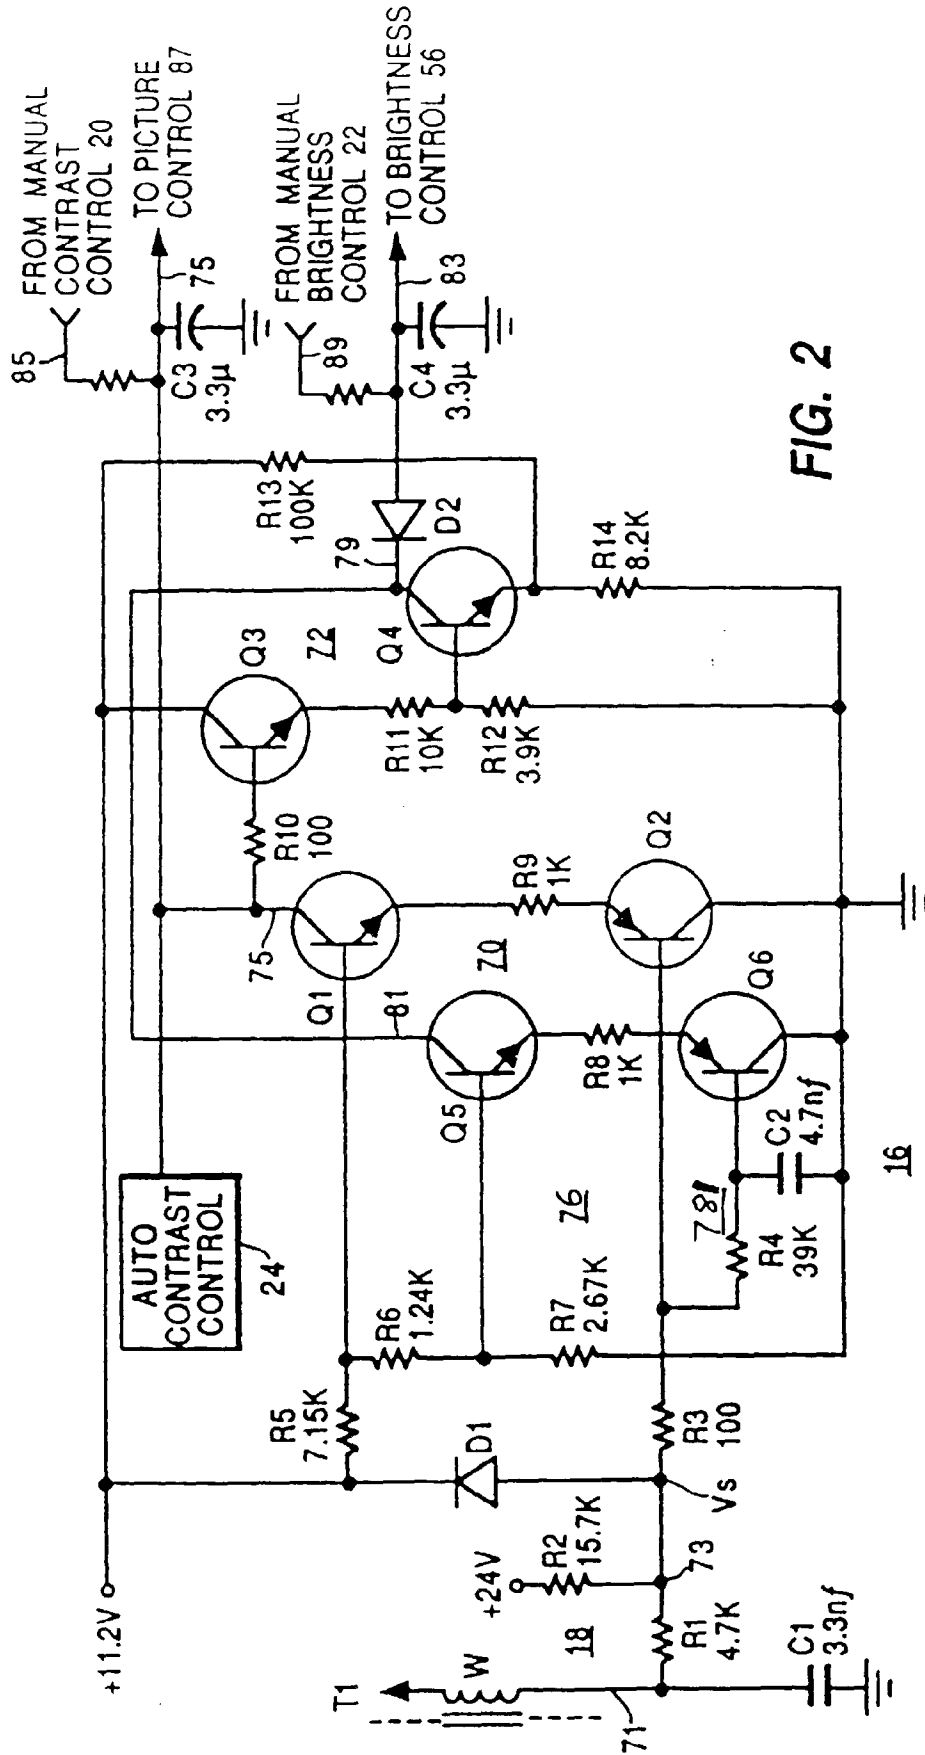 FROM MANUAL
CONTRAST
CONTROL 20
85
TO PICTURE
CONTROL 87
75
C3
3.3µ
FROM MANUAL
BRIGHTNESS
CONTROL 22
89
TO BRIGHTNESS
CONTROL 56
83
C4
3.3µ
+11.2V
AUTO
CONTRAST
CONTROL
24
R13
100K
79
D2
Q3
72
Q4
R14
8.2K
R10
100
R11
10K
R12
3.9K
75
Q1
81
70
R9
1K
Q2
Q5
R8
1K
Q6
R5
7.15K
R6
1.24K
76
R7
2.67K
781
R4
39K
C2
4.7nf
D1
R3
100
Vs
+24V
R2
15.7K
73
T1
W
18
71
R1
4.7K
C1
3.3nf
16
FIG. 2